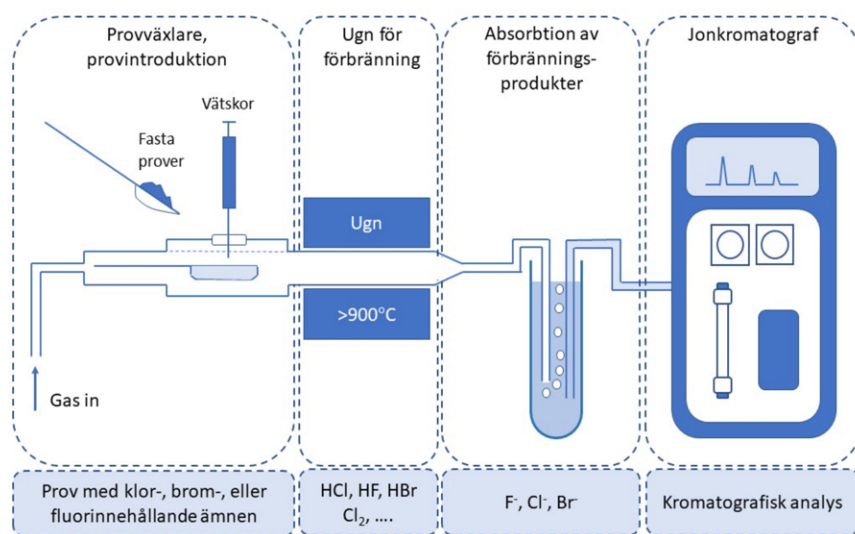 Provväxlare,
provintroduktion
Ugn för
förbränning
Absorbtion av
förbrännings-
produkter
Jonkromatograf
Vätskor
Fasta
prover
Ugn
>900°C
Gas in
Prov med klor-, brom-, eller
fluorinnehållande ämnen
HCl, HF, HBr
Cl₂, ....
F⁻, Cl⁻, Br⁻
Kromatografisk analys